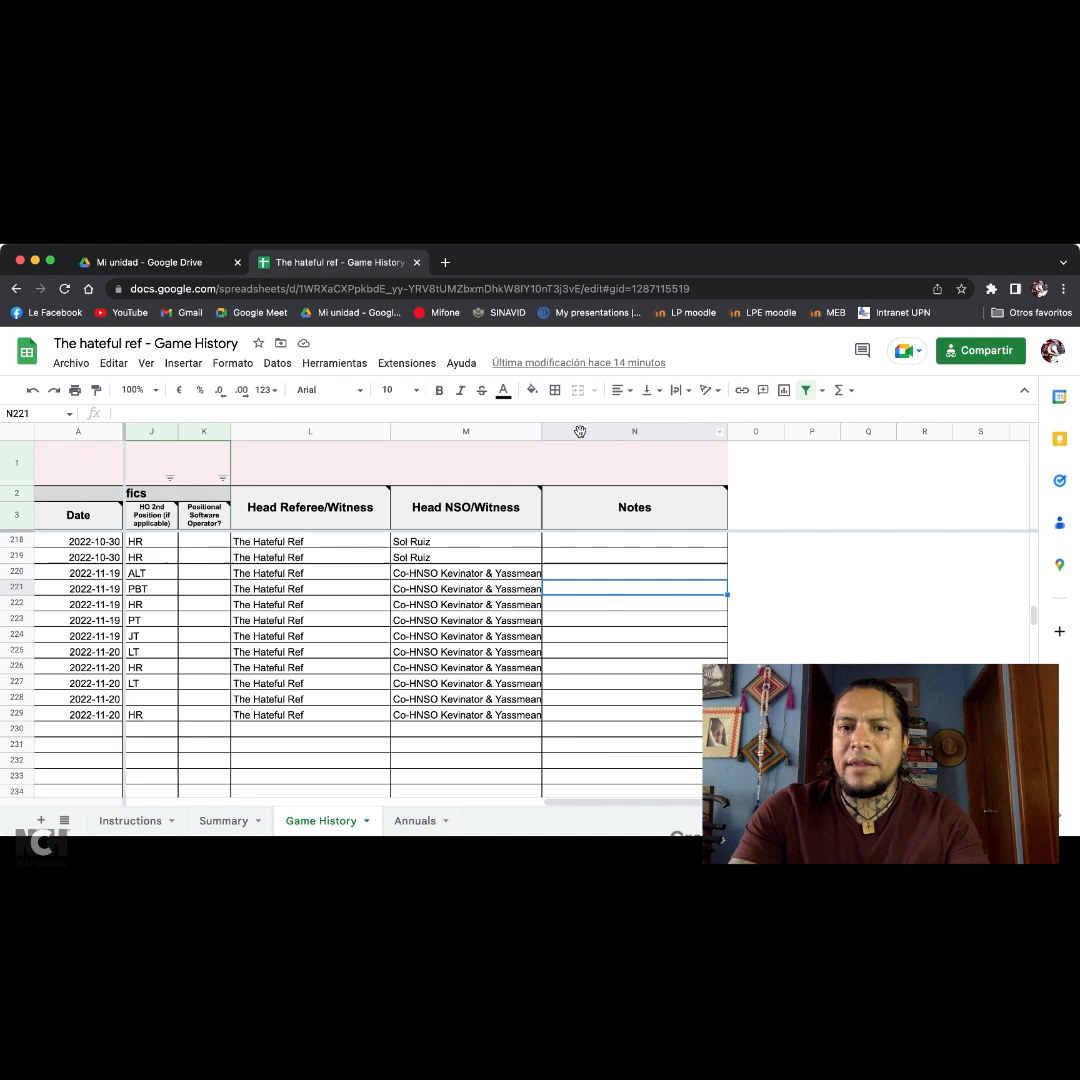 Mi unidad - Google Drive
The hateful ref - Game History
docs.google.com/spreadsheets/d/1WRXaCXPpkbdE_yy-YRV8tUMZbxmDhkW8IY10nT3j3vE/edit#gid=1287115519
Le Facebook YouTube Gmail Google Meet Mi unidad - Googl... Mifone SINAVID My presentations |... LP moodle LPE moodle MEB Intranet UPN Otros favoritos
The hateful ref - Game History
Archivo Editar Ver Insertar Formato Datos Herramientas Extensiones Ayuda Última modificación hace 14 minutos
Compartir
100% € % .0 .00 123 Arial 10 B I S A
N221 fx
A J K L M N O P Q R S
1
2 fics
3 Date HO 2nd Position (if applicable) Positional Software Operator? Head Referee/Witness Head NSO/Witness Notes
218 2022-10-30 HR The Hateful Ref Sol Ruiz
219 2022-10-30 HR The Hateful Ref Sol Ruiz
220 2022-11-19 ALT The Hateful Ref Co-HNSO Kevinator & Yassmean
221 2022-11-19 PBT The Hateful Ref Co-HNSO Kevinator & Yassmean
222 2022-11-19 HR The Hateful Ref Co-HNSO Kevinator & Yassmean
223 2022-11-19 PT The Hateful Ref Co-HNSO Kevinator & Yassmean
224 2022-11-19 JT The Hateful Ref Co-HNSO Kevinator & Yassmean
225 2022-11-20 LT The Hateful Ref Co-HNSO Kevinator & Yassmean
226 2022-11-20 HR The Hateful Ref Co-HNSO Kevinator & Yassmean
227 2022-11-20 LT The Hateful Ref Co-HNSO Kevinator & Yassmean
228 2022-11-20 The Hateful Ref Co-HNSO Kevinator & Yassmean
229 2022-11-20 HR The Hateful Ref Co-HNSO Kevinator & Yassmean
230
231
232
233
234
Instructions Summary Game History Annuals
NCH